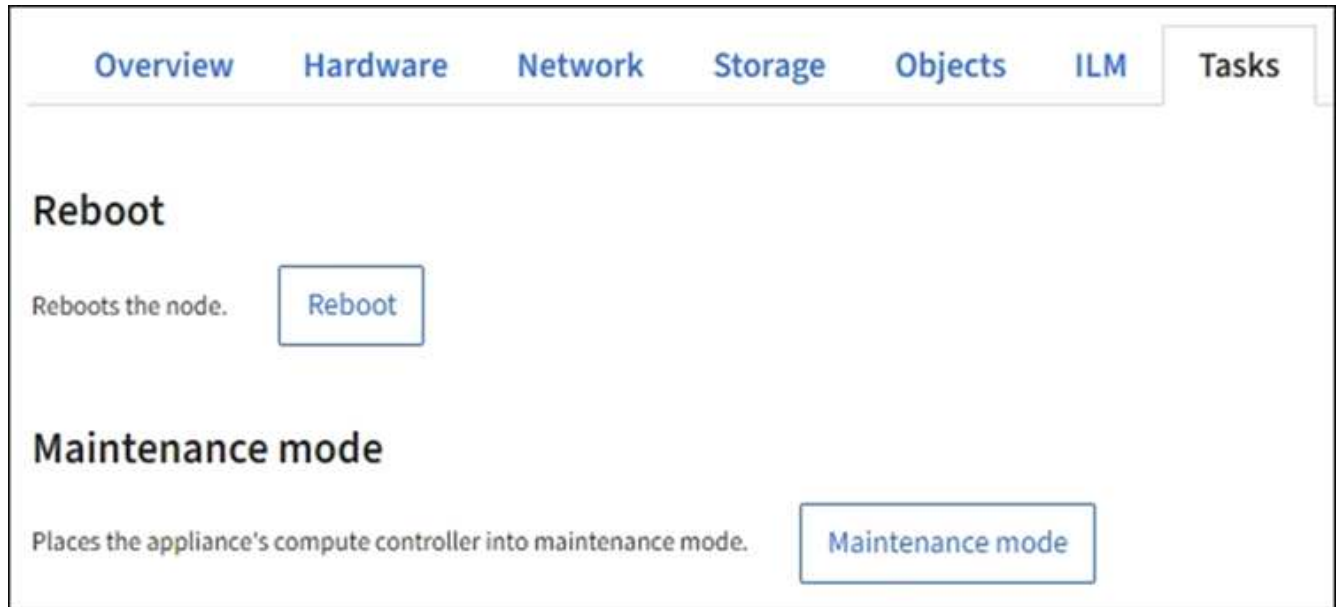 Overview Hardware Network Storage Objects ILM Tasks
Reboot
Reboots the node. Reboot
Maintenance mode
Places the appliance's compute controller into maintenance mode. Maintenance mode